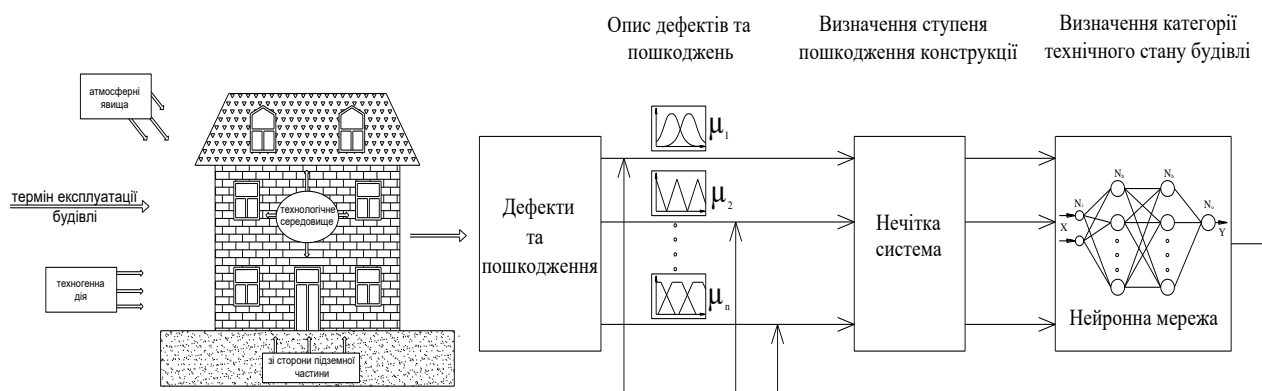 Опис дефектів та
пошкоджень
Визначення ступеня
пошкодження конструкції
Визначення категорії
технічного стану будівлі
атмосферні
явища
термін експлуатації
будівлі
техногенна
дія
технологічне
середовище
зі сторони підземної
частини
Дефекти
та
пошкодження
μ₁
μ₂
μₙ
Нечітка
система
Nᵢ
Nₕ
Nₕ
Nₒ
X
Y
Нейронна мережа